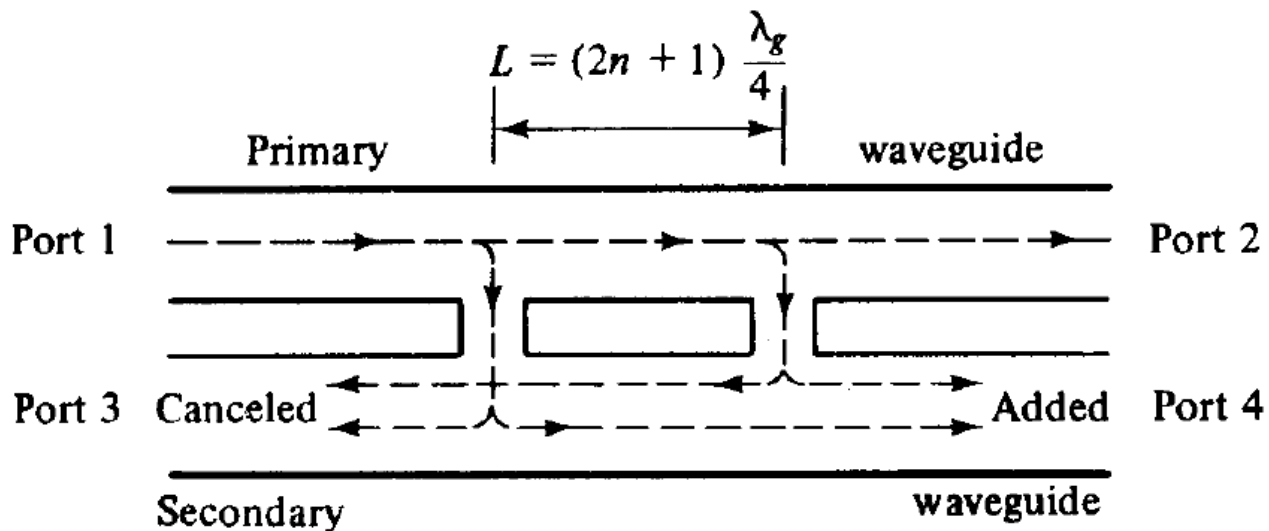 L = (2n + 1) λg/4
Primary waveguide
Port 1 Port 2
Port 3 Canceled Added Port 4
Secondary waveguide